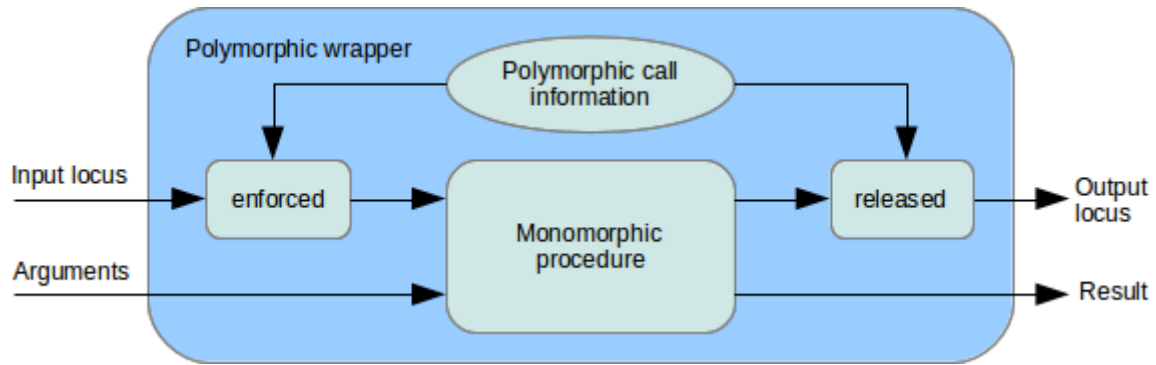 Polymorphic wrapper
Polymorphic call
information
Input locus
enforced
released
Output
locus
Monomorphic
procedure
Arguments
Result